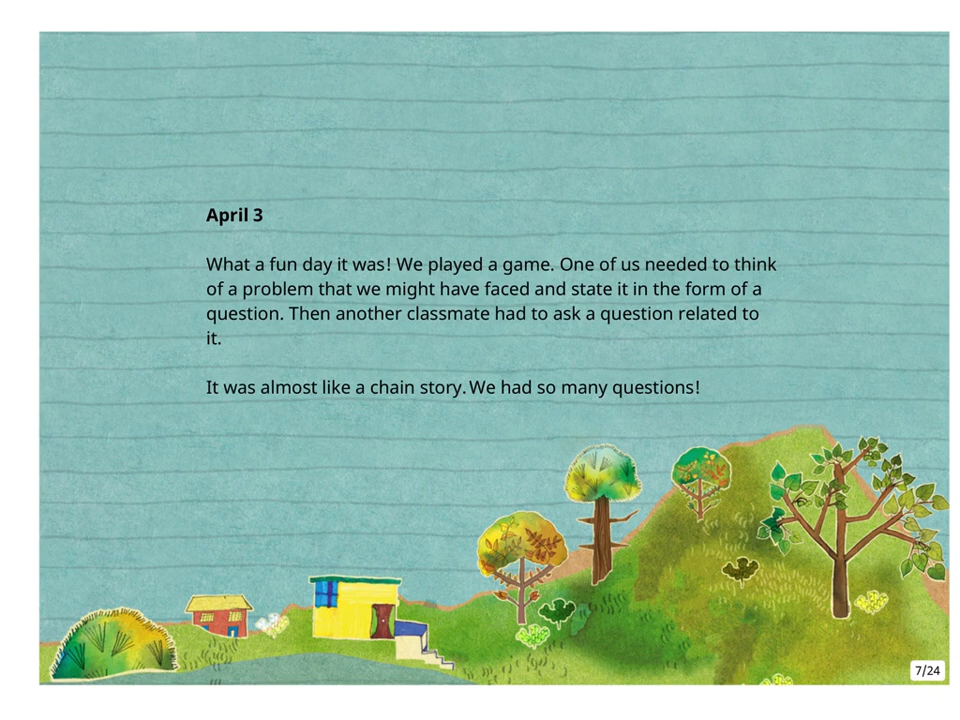 April 3
What a fun day it was! We played a game. One of us needed to think
of a problem that we might have faced and state it in the form of a
question. Then another classmate had to ask a question related to
it.
It was almost like a chain story. We had so many questions!
7/24